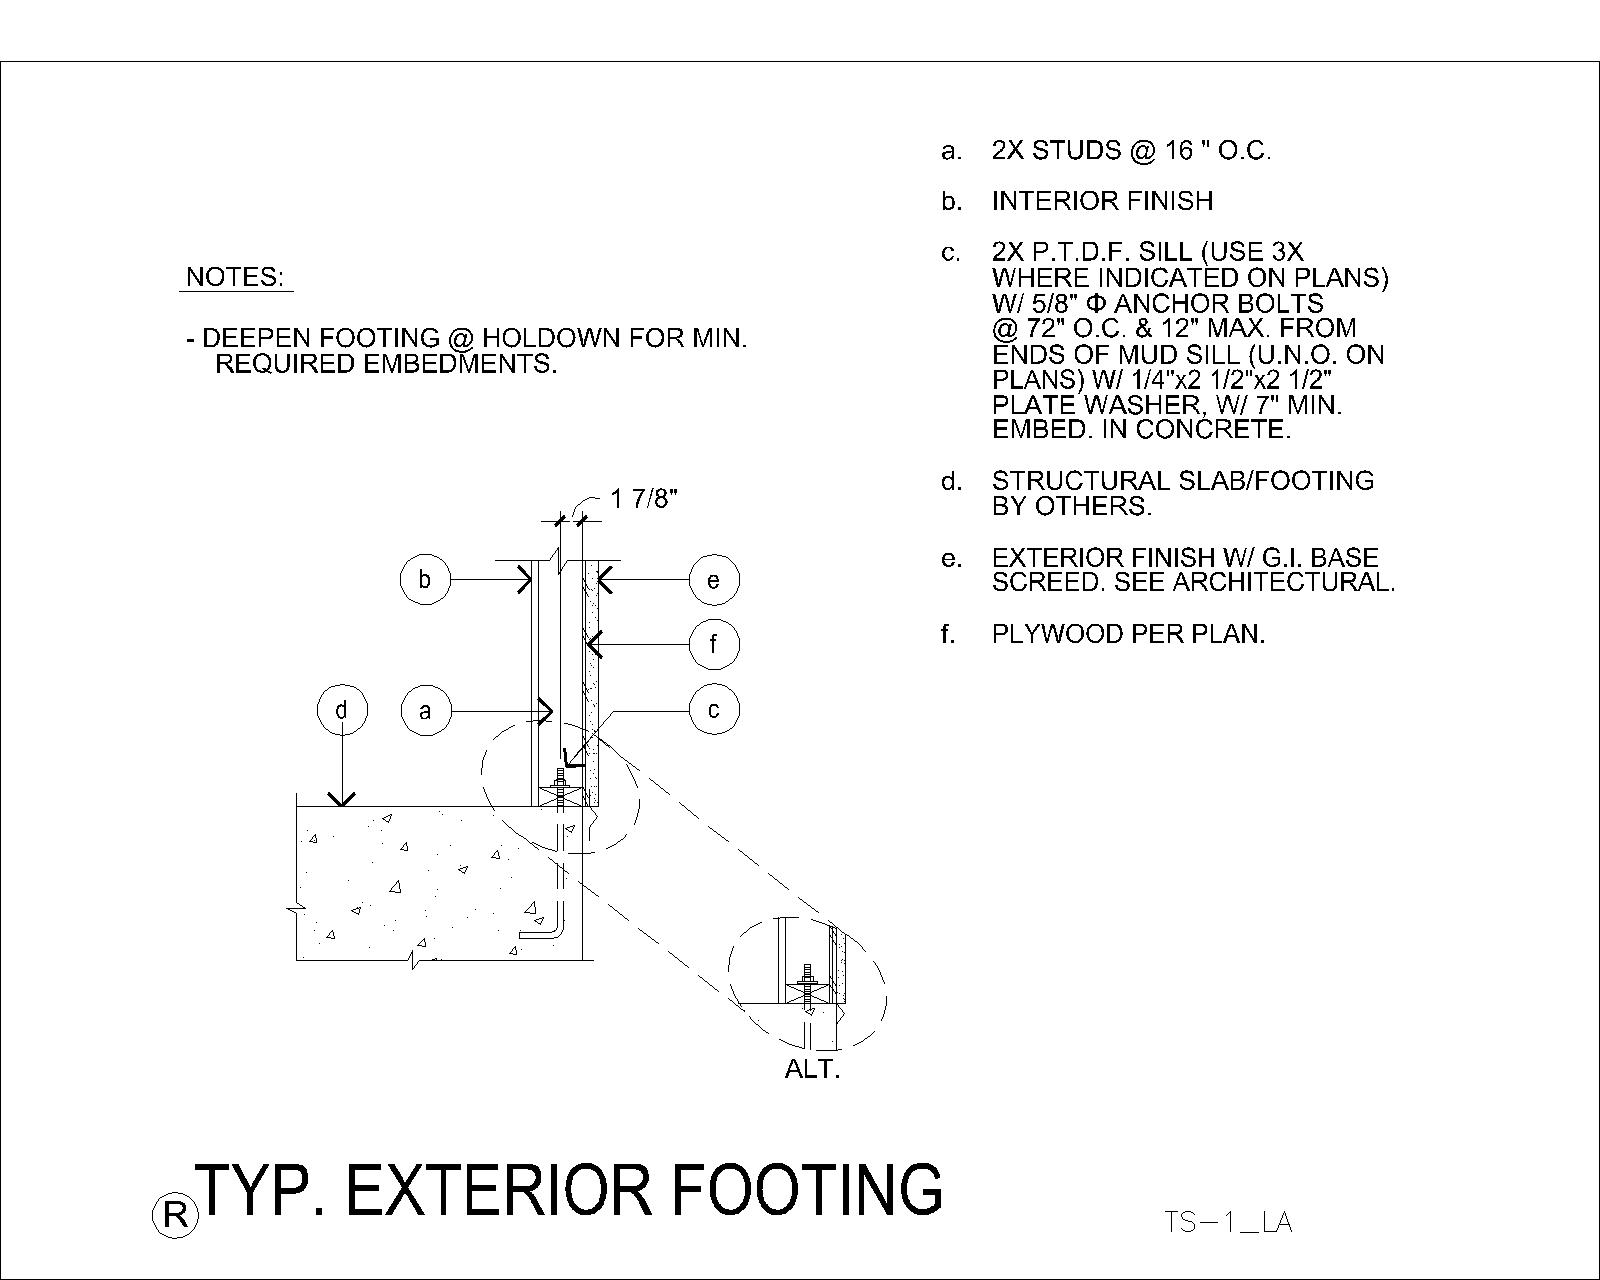 a. 2X STUDS @ 16 " O.C.
b. INTERIOR FINISH
c. 2X P.T.D.F. SILL (USE 3X
WHERE INDICATED ON PLANS)
W/ 5/8" Φ ANCHOR BOLTS
@ 72" O.C. & 12" MAX. FROM
ENDS OF MUD SILL (U.N.O. ON
PLANS) W/ 1/4"x2 1/2"x2 1/2"
PLATE WASHER, W/ 7" MIN.
EMBED. IN CONCRETE.
d. STRUCTURAL SLAB/FOOTING
BY OTHERS.
e. EXTERIOR FINISH W/ G.I. BASE
SCREED. SEE ARCHITECTURAL.
f. PLYWOOD PER PLAN.
NOTES:
- DEEPEN FOOTING @ HOLDOWN FOR MIN.
REQUIRED EMBEDMENTS.
1 7/8"
b
e
f
d
a
c
ALT.
R
TYP. EXTERIOR FOOTING
TS-1_LA